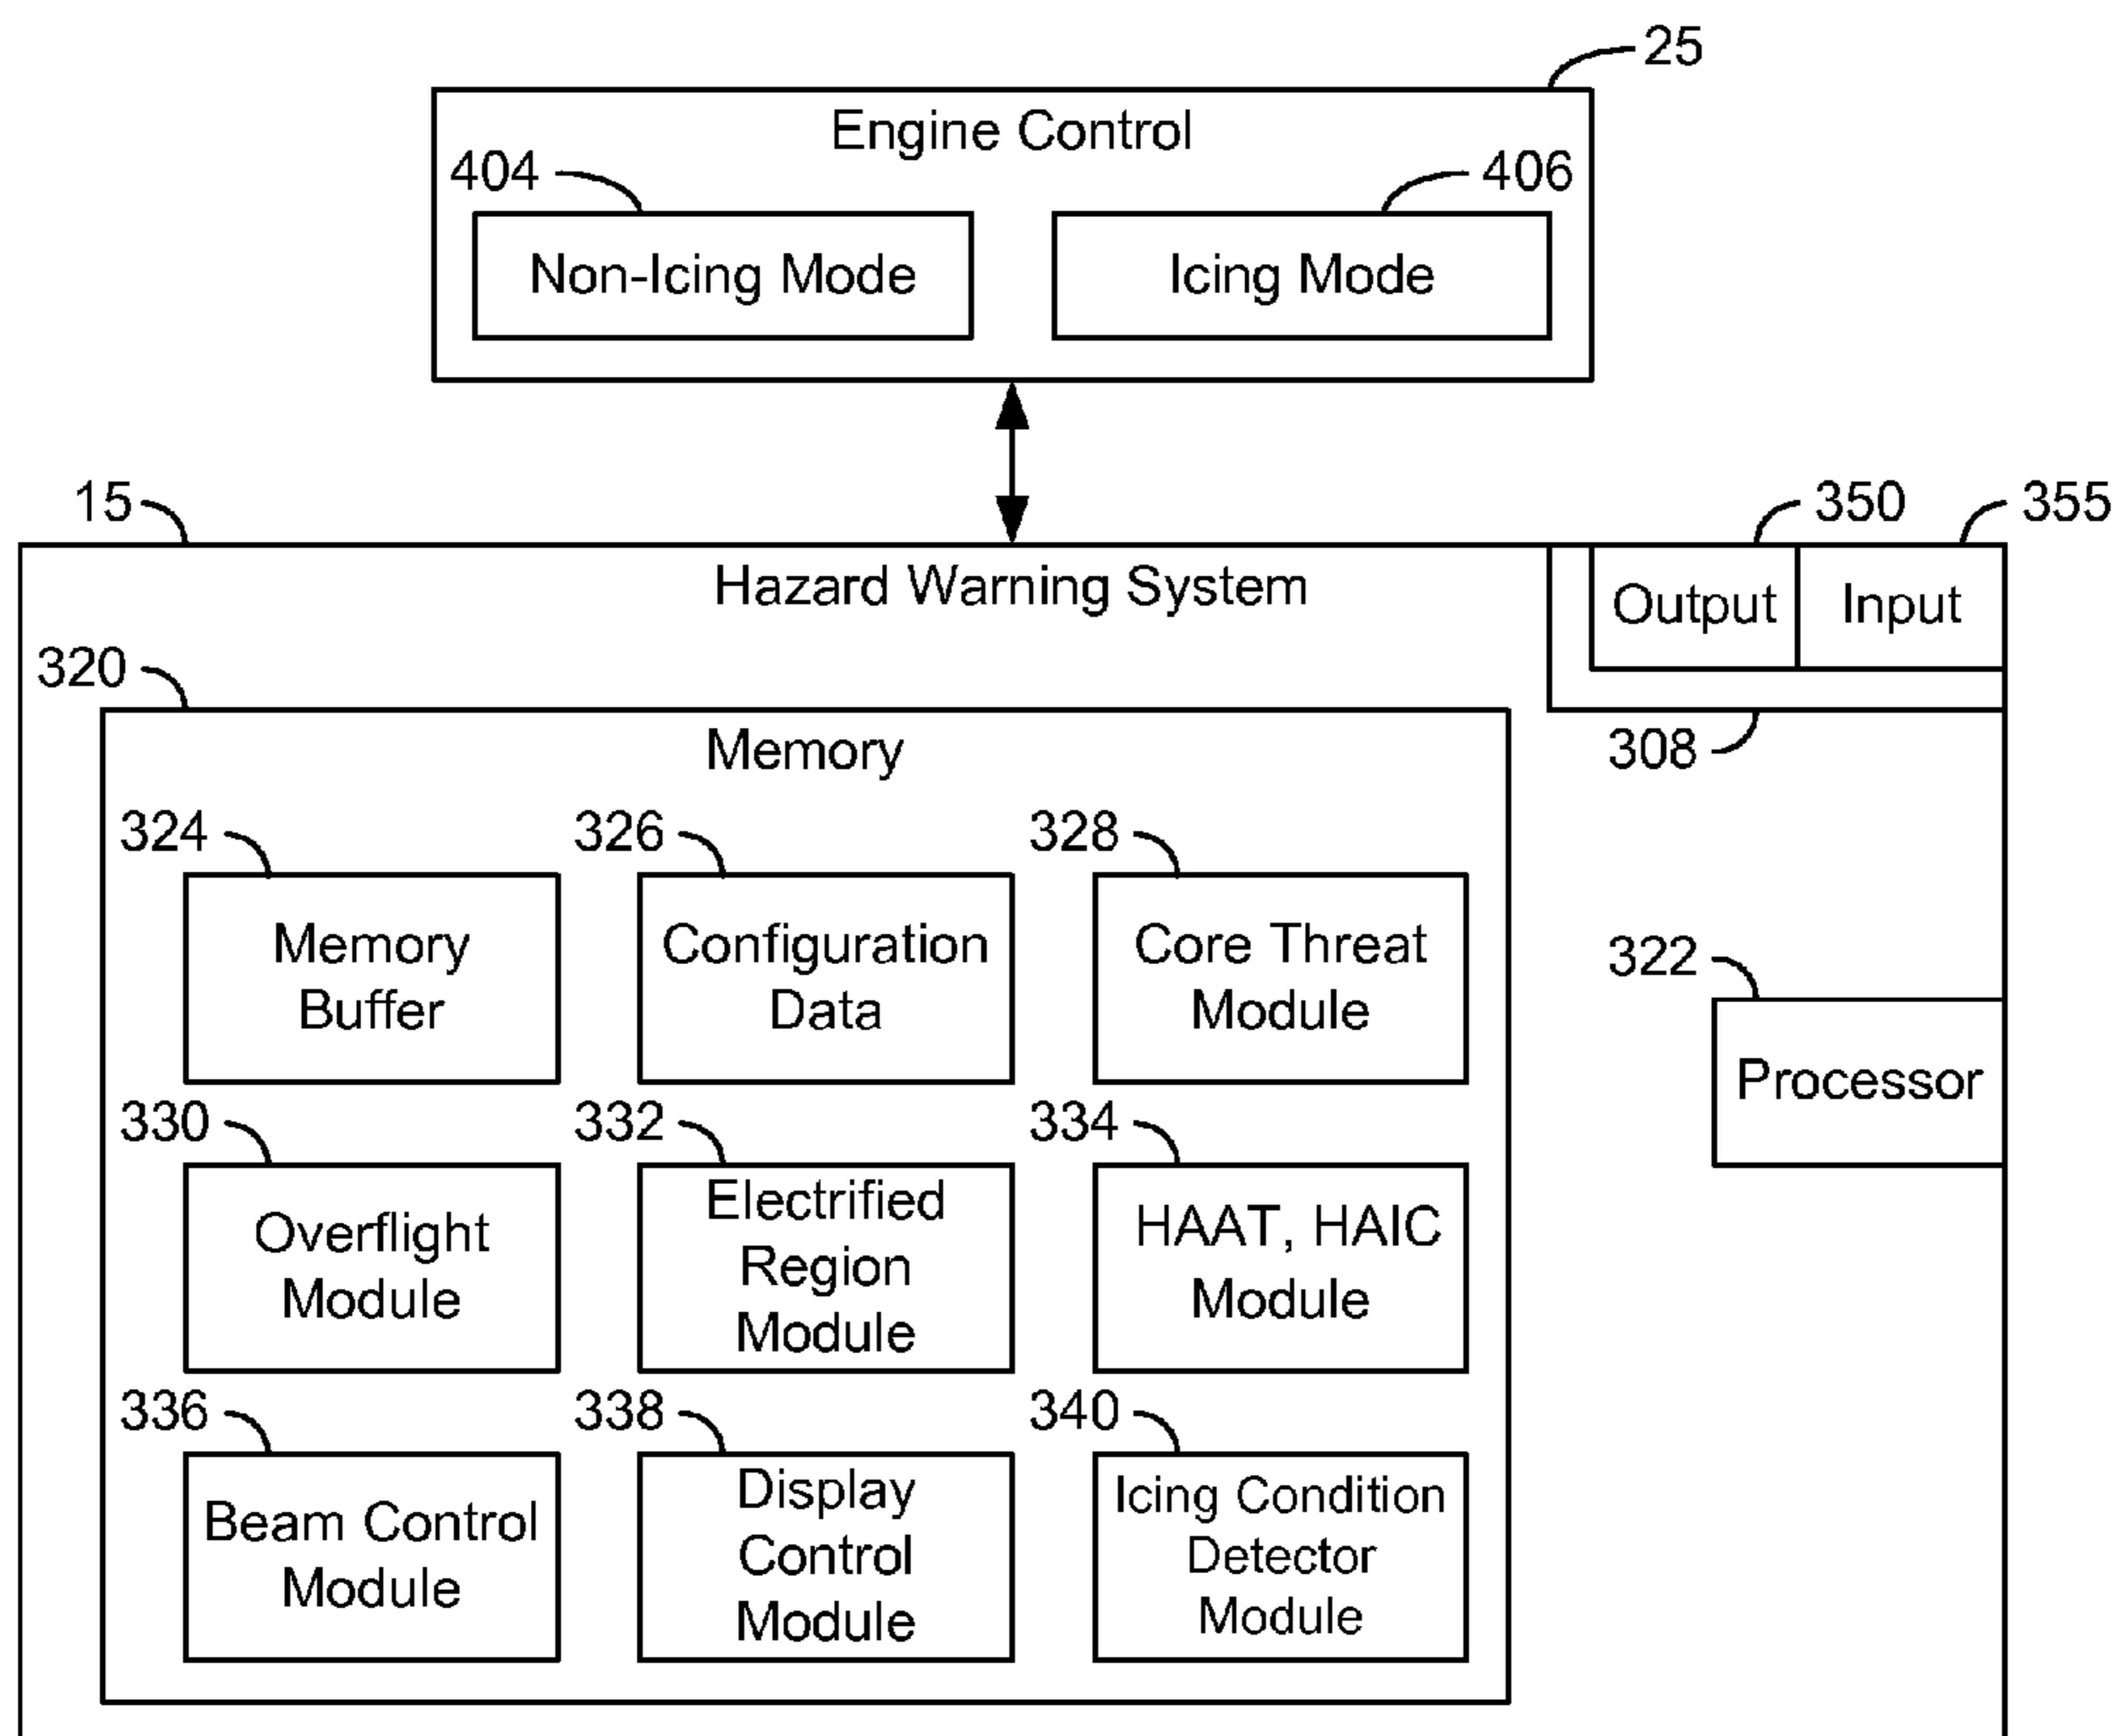 25
Engine Control
404
406
Non-Icing Mode
Icing Mode
15
350
355
Hazard Warning System
Output
Input
320
308
Memory
324
326
328
Memory
Buffer
Configuration
Data
Core Threat
Module
322
Processor
330
332
334
Overflight
Module
Electrified
Region
Module
HAAT, HAIC
Module
336
338
340
Beam Control
Module
Display
Control
Module
Icing Condition
Detector
Module